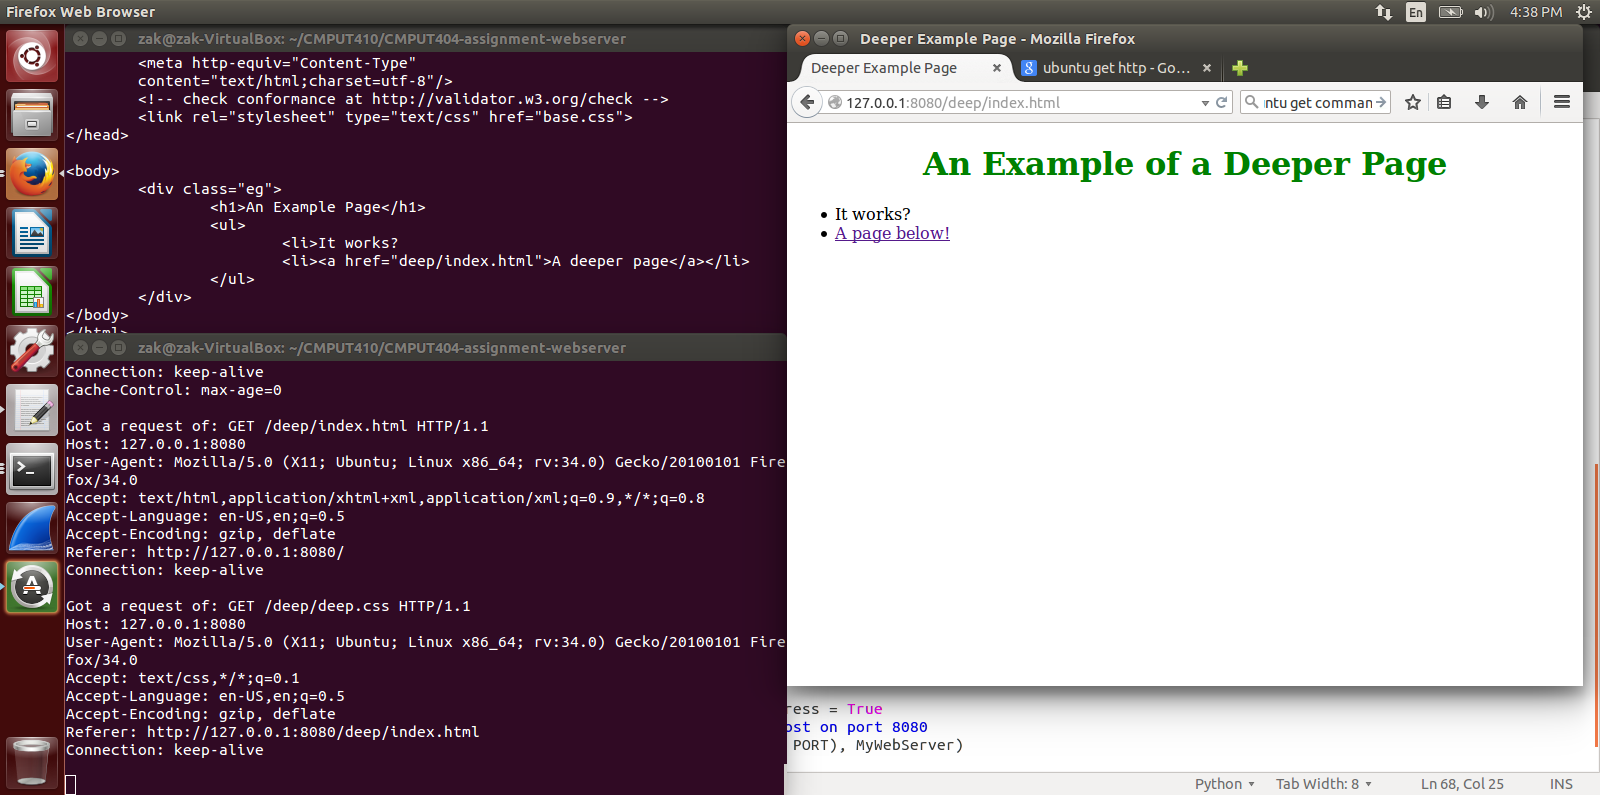 Firefox Web Browser
En
4:38 PM
zak@zak-VirtualBox: ~/CMPUT410/CMPUT404-assignment-webserver
<meta http-equiv="Content-Type"
content="text/html;charset=utf-8"/>
<!-- check conformance at http://validator.w3.org/check -->
<link rel="stylesheet" type="text/css" href="base.css">
</head>
<body>
<div class="eg">
<h1>An Example Page</h1>
<ul>
<li>It works?
<li><a href="deep/index.html">A deeper page</a></li>
</ul>
</div>
</body>
</html>
zak@zak-VirtualBox: ~/CMPUT410/CMPUT404-assignment-webserver
Connection: keep-alive
Cache-Control: max-age=0
Got a request of: GET /deep/index.html HTTP/1.1
Host: 127.0.0.1:8080
User-Agent: Mozilla/5.0 (X11; Ubuntu; Linux x86_64; rv:34.0) Gecko/20100101 Fire
fox/34.0
Accept: text/html,application/xhtml+xml,application/xml;q=0.9,*/*;q=0.8
Accept-Language: en-US,en;q=0.5
Accept-Encoding: gzip, deflate
Referer: http://127.0.0.1:8080/
Connection: keep-alive
Got a request of: GET /deep/deep.css HTTP/1.1
Host: 127.0.0.1:8080
User-Agent: Mozilla/5.0 (X11; Ubuntu; Linux x86_64; rv:34.0) Gecko/20100101 Fire
fox/34.0
Accept: text/css,*/*;q=0.1
Accept-Language: en-US,en;q=0.5
Accept-Encoding: gzip, deflate
Referer: http://127.0.0.1:8080/deep/index.html
Connection: keep-alive
Deeper Example Page - Mozilla Firefox
Deeper Example Page
ubuntu get http - Go...
127.0.0.1:8080/deep/index.html
ntu get comman
An Example of a Deeper Page
It works?
A page below!
ress = True
ost on port 8080
PORT), MyWebServer)
Python
Tab Width: 8
Ln 68, Col 25
INS